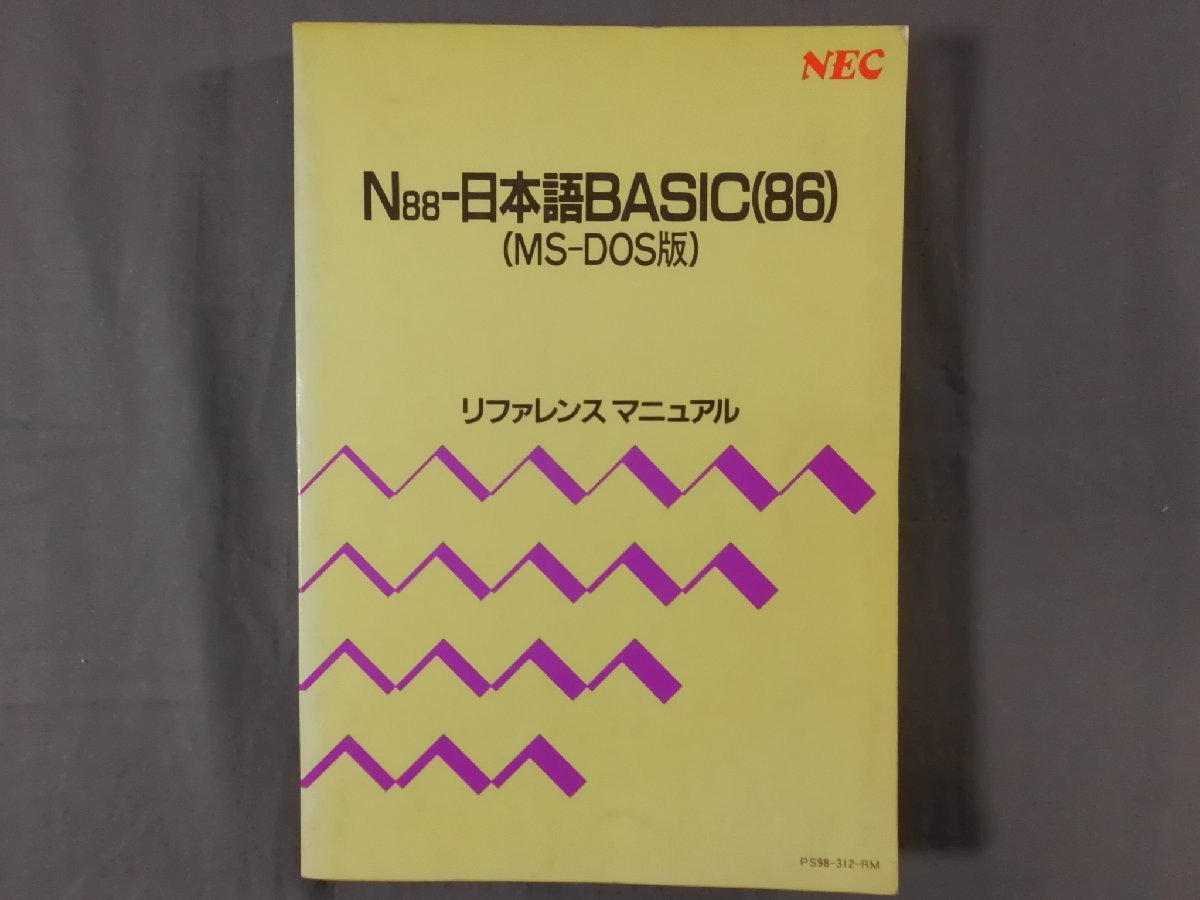 NEC
N88-日本語BASIC(86)
(MS-DOS版)
リファレンス マニュアル
PS98-312-RM